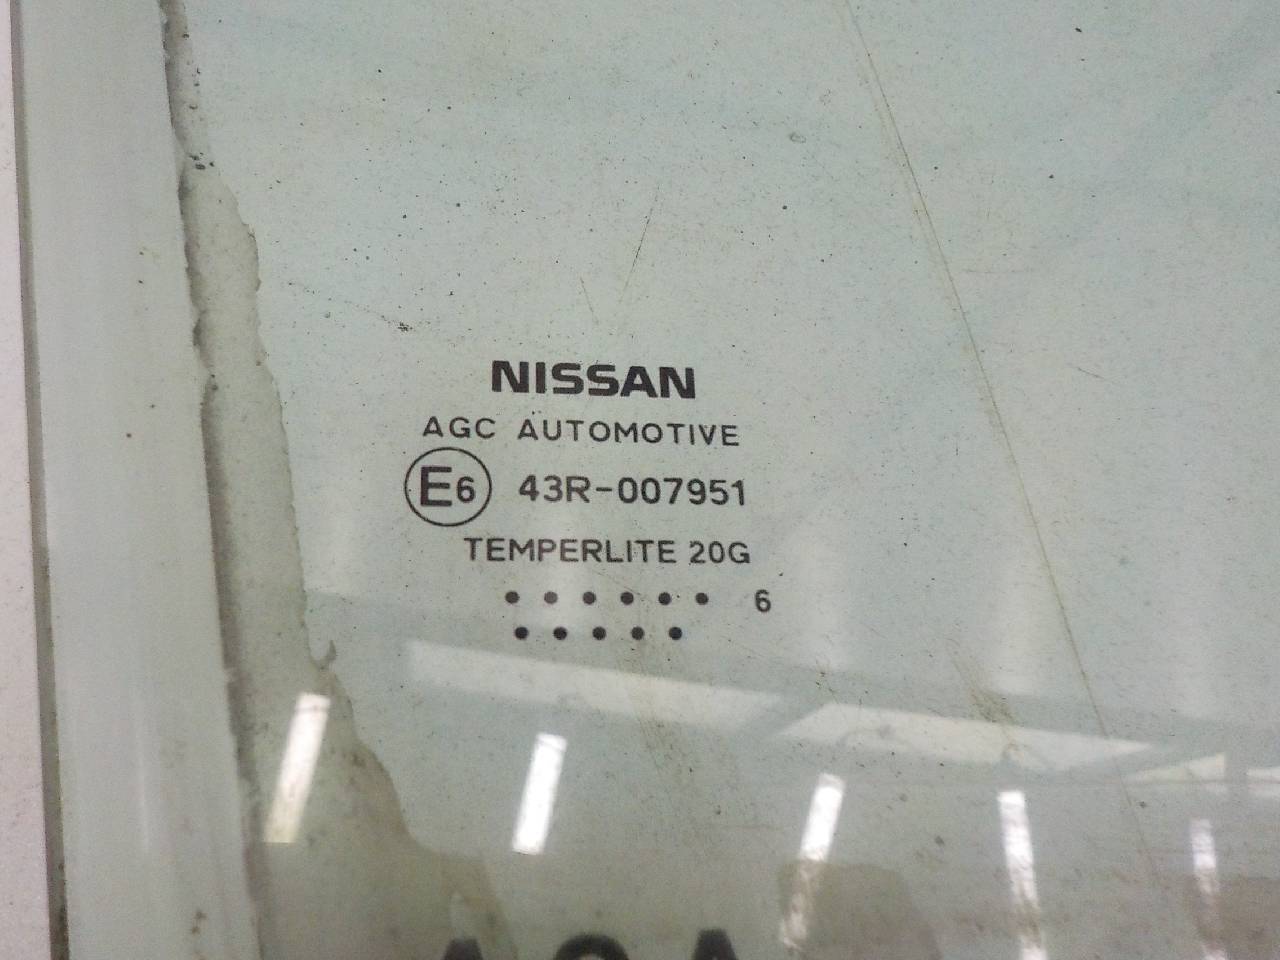 NISSAN
AGC AUTOMOTIVE
E6 43R-007951
TEMPERLITE 20G
• • • • • • 6
• • • • •